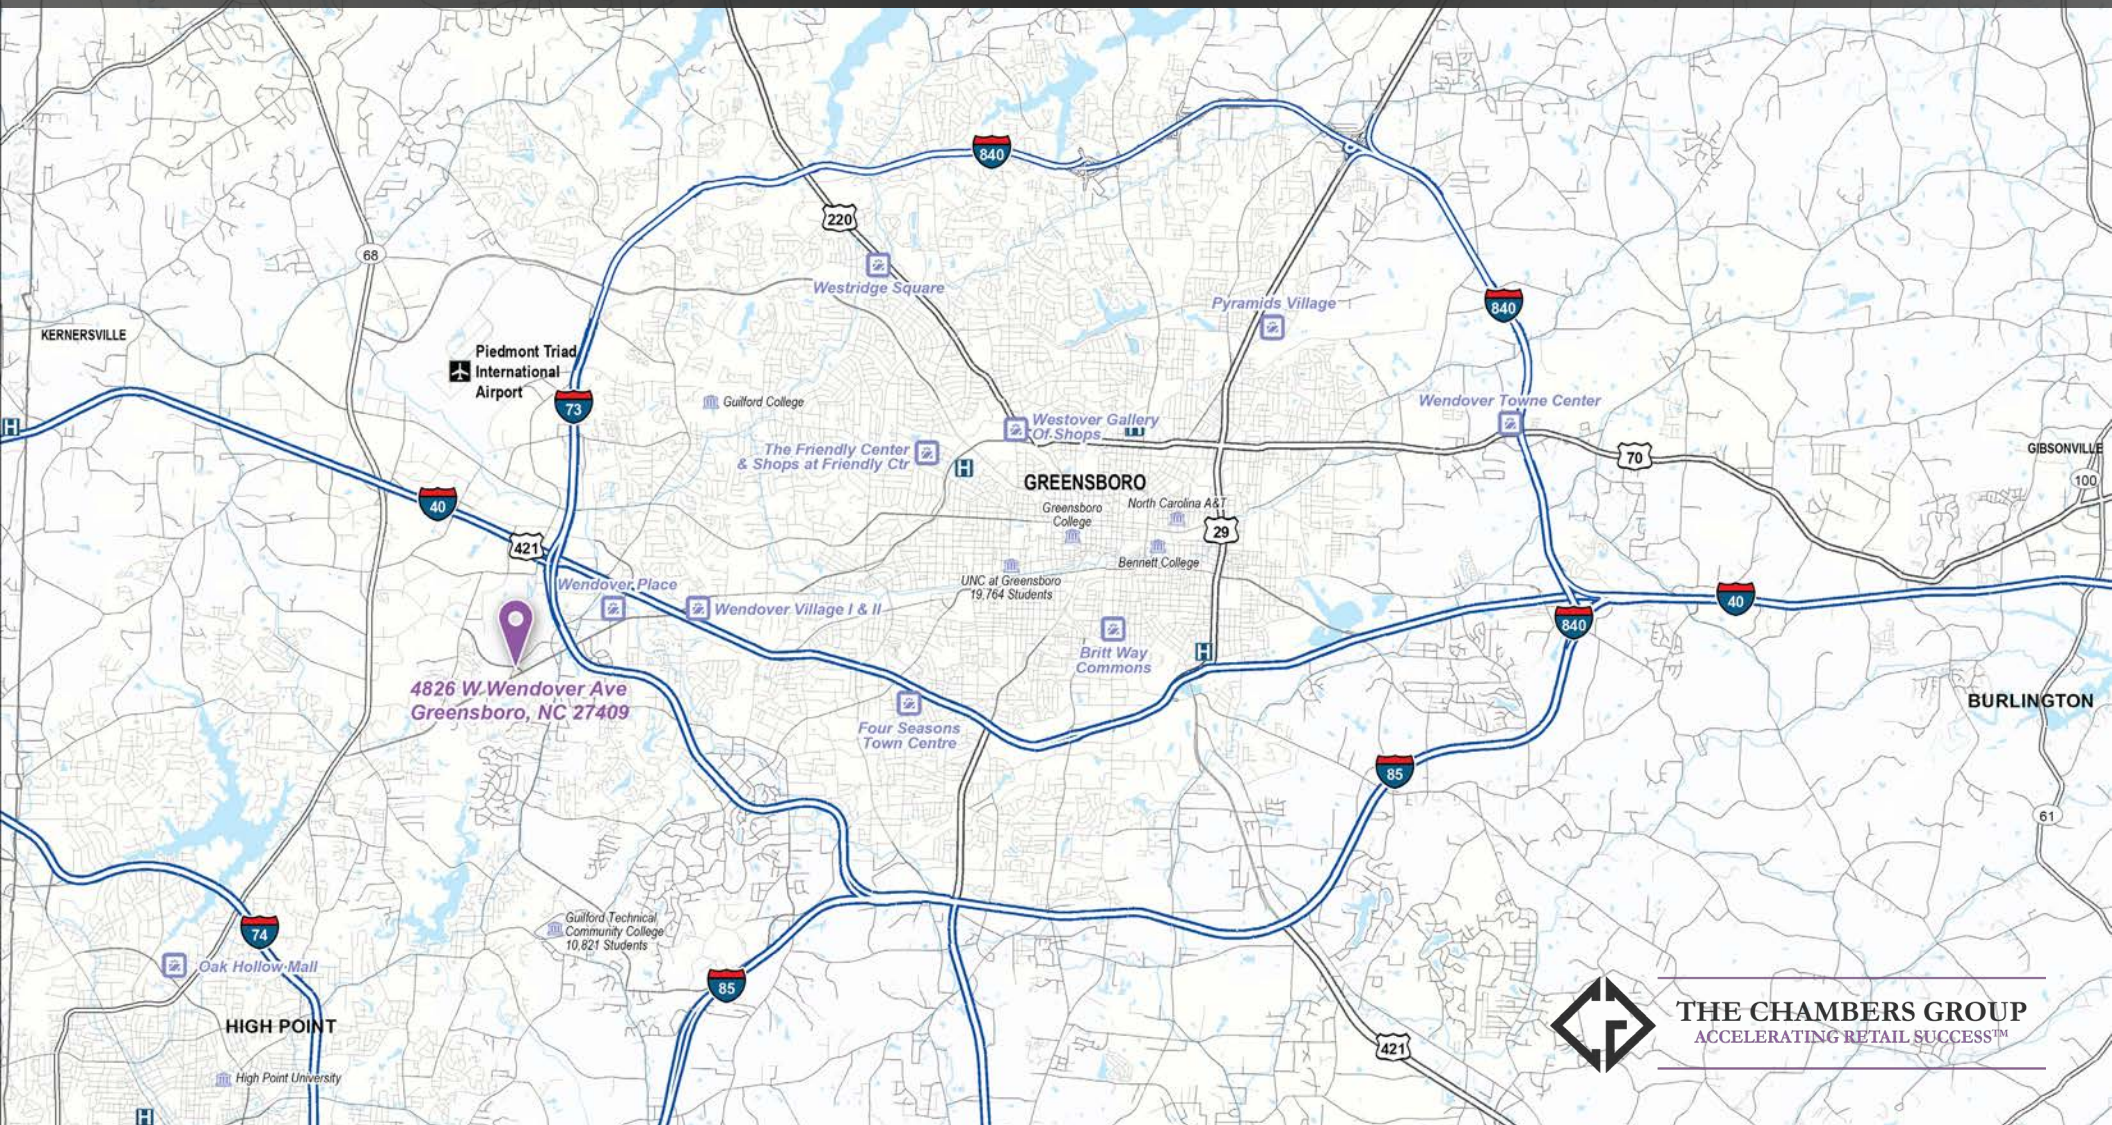 840
220
68
Westridge Square
Pyramids Village
840
KERNERSVILLE
Piedmont Triad
International
Airport
73
Guilford College
Wendover Towne Center
Westover Gallery
Of Shops
H
The Friendly Center
& Shops at Friendly Ctr
H
70
GIBSONVILLE
100
GREENSBORO
40
Greensboro
College
North Carolina A&T
29
421
Bennett College
UNC at Greensboro
19,764 Students
Wendover Place
Wendover Village I & II
40
840
H
Britt Way
Commons
4826 W Wendover Ave
Greensboro, NC 27409
BURLINGTON
Four Seasons
Town Centre
85
61
74
Guilford Technical
Community College
10,821 Students
Oak Hollow Mall
85
HIGH POINT
THE CHAMBERS GROUP
ACCELERATING RETAIL SUCCESS™
421
High Point University
H